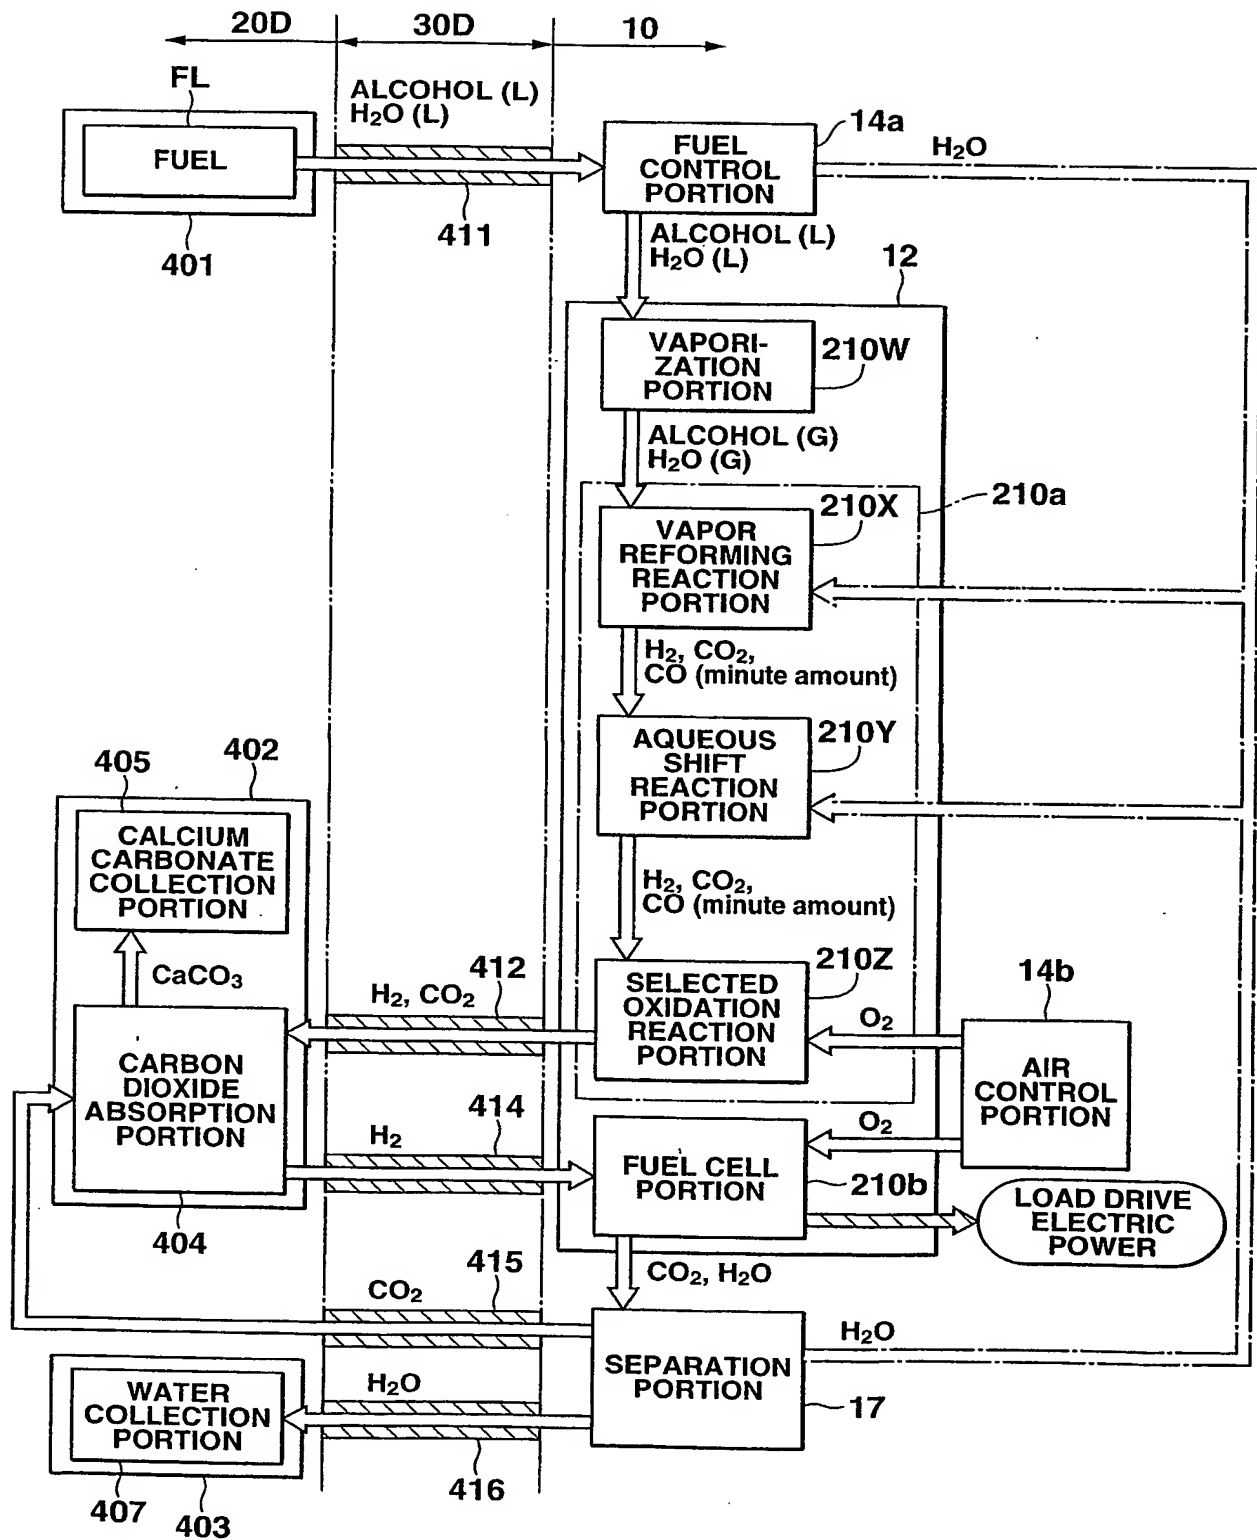 20D
30D
10
FL
ALCOHOL (L)
H₂O (L)
FUEL
401
411
FUEL
CONTROL
PORTION
14a
H₂O
ALCOHOL (L)
H₂O (L)
12
VAPORI-
ZATION
PORTION
210W
ALCOHOL (G)
H₂O (G)
210a
VAPOR
REFORMING
REACTION
PORTION
210X
H₂, CO₂,
CO (minute amount)
AQUEOUS
SHIFT
REACTION
PORTION
210Y
H₂, CO₂,
CO (minute amount)
405
402
CALCIUM
CARBONATE
COLLECTION
PORTION
CaCO₃
CARBON
DIOXIDE
ABSORPTION
PORTION
404
412
H₂, CO₂
SELECTED
OXIDATION
REACTION
PORTION
210Z
O₂
14b
AIR
CONTROL
PORTION
414
H₂
O₂
FUEL CELL
PORTION
210b
LOAD DRIVE
ELECTRIC
POWER
CO₂, H₂O
415
CO₂
SEPARATION
PORTION
H₂O
17
H₂O
416
WATER
COLLECTION
PORTION
407
403